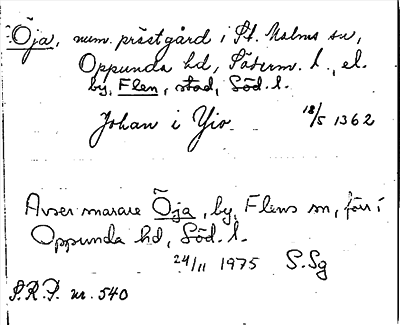 Öja, num. prästgård i St. Malms sn,
Oppunda hd, Söderm. l., el.
by, Flen, stad, Söd. l.
Johan i Yio 18/5 1362
Avser snarare Öja, by, Flens sn, förr i
Oppunda hd, Söd. l.
24/11 1975 S.Sg
S.R.P. nr. 540